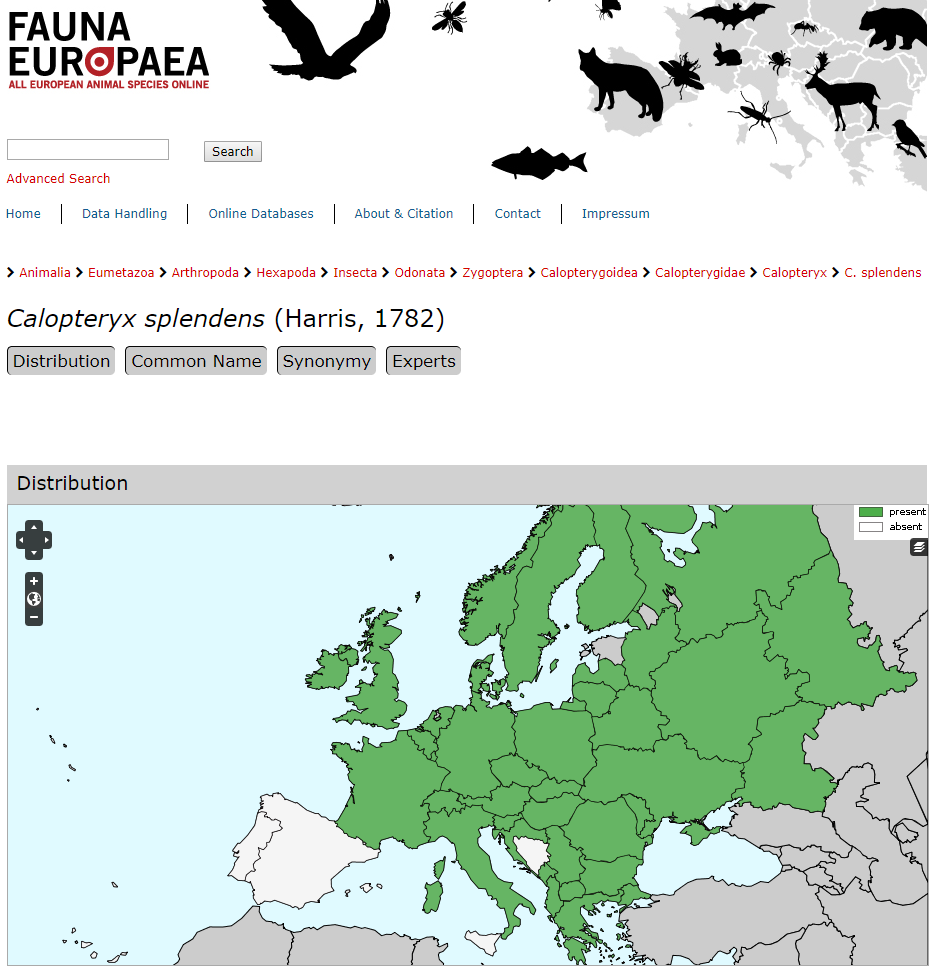 FAUNA
EUROPAEA
ALL EUROPEAN ANIMAL SPECIES ONLINE
Search
Advanced Search
Home
Data Handling
Online Databases
About & Citation
Contact
Impressum
Animalia
Eumetazoa
Arthropoda
Hexapoda
Insecta
Odonata
Zygoptera
Calopterygoidea
Calopterygidae
Calopteryx
C. splendens
Calopteryx splendens (Harris, 1782)
Distribution
Common Name
Synonymy
Experts
Distribution
present
absent